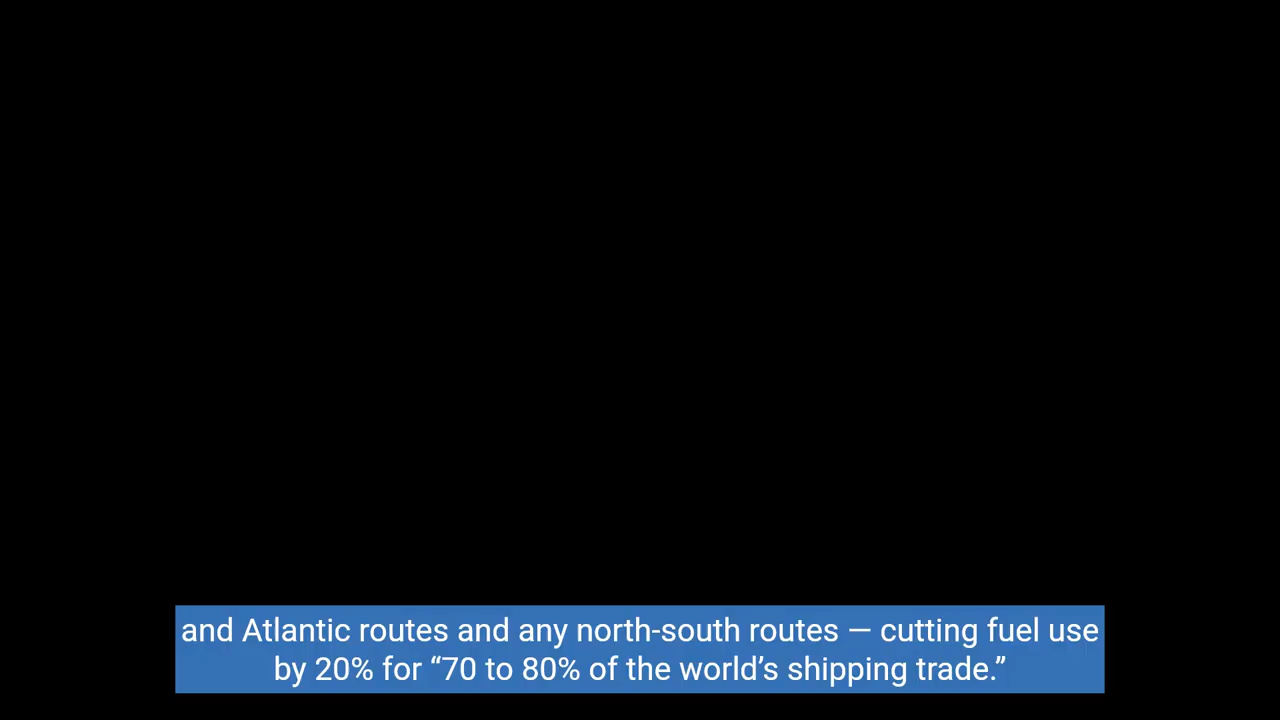 and Atlantic routes and any north-south routes — cutting fuel use
by 20% for “70 to 80% of the world’s shipping trade.”